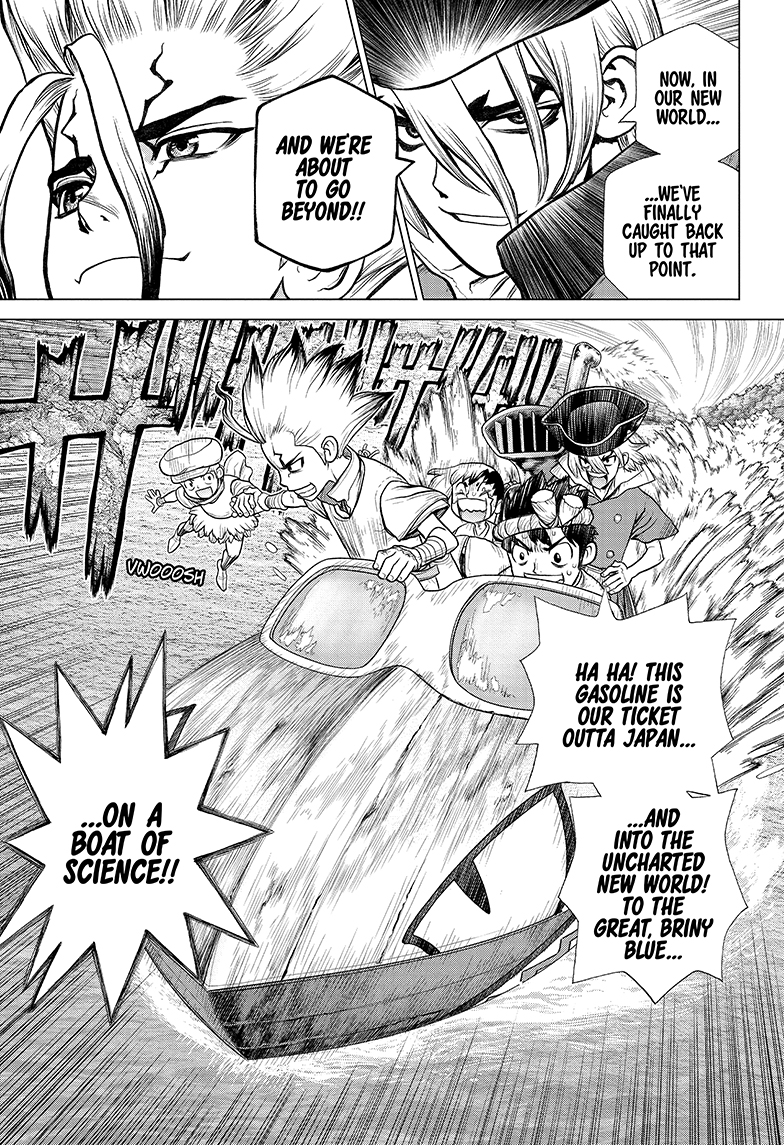 NOW, IN
OUR NEW
WORLD...
...WE'VE
FINALLY
CAUGHT BACK
UP TO THAT
POINT.
AND WE'RE
ABOUT
TO GO
BEYOND!!
VWOOOSH
HA HA! THIS
GASOLINE IS
OUR TICKET
OUTTA JAPAN...
...AND
INTO THE
UNCHARTED
NEW WORLD!
TO THE
GREAT, BRINY
BLUE...
...ON A
BOAT OF
SCIENCE!!